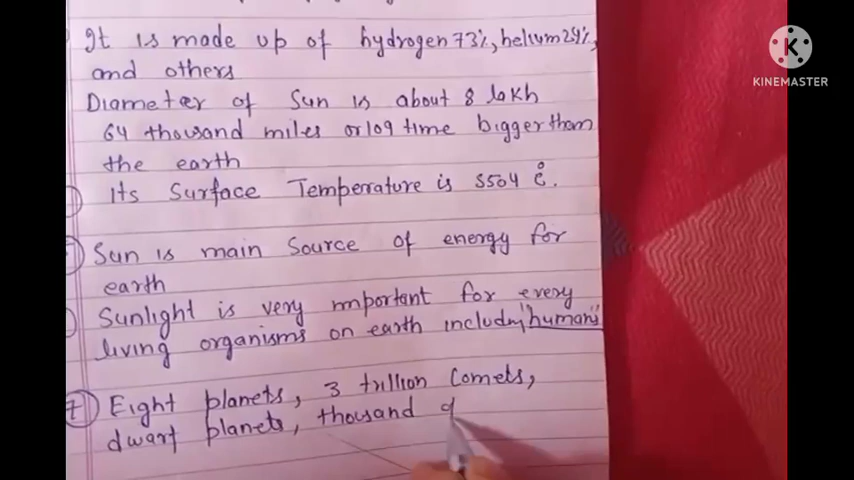 It is made up of hydrogen 73%, helium 24%,
and others
Diameter of Sun is about 8 lakh
64 thousand miles or 109 time bigger them
the earth
Its Surface Temperature is 5504 c°.
Sun is main Source of energy for
earth
Sunlight is very important for every
living organisms on earth includy "humans"
7 Eight planets, 3 trillion Comets,
dwarf planets, thousand
K
KINEMASTER